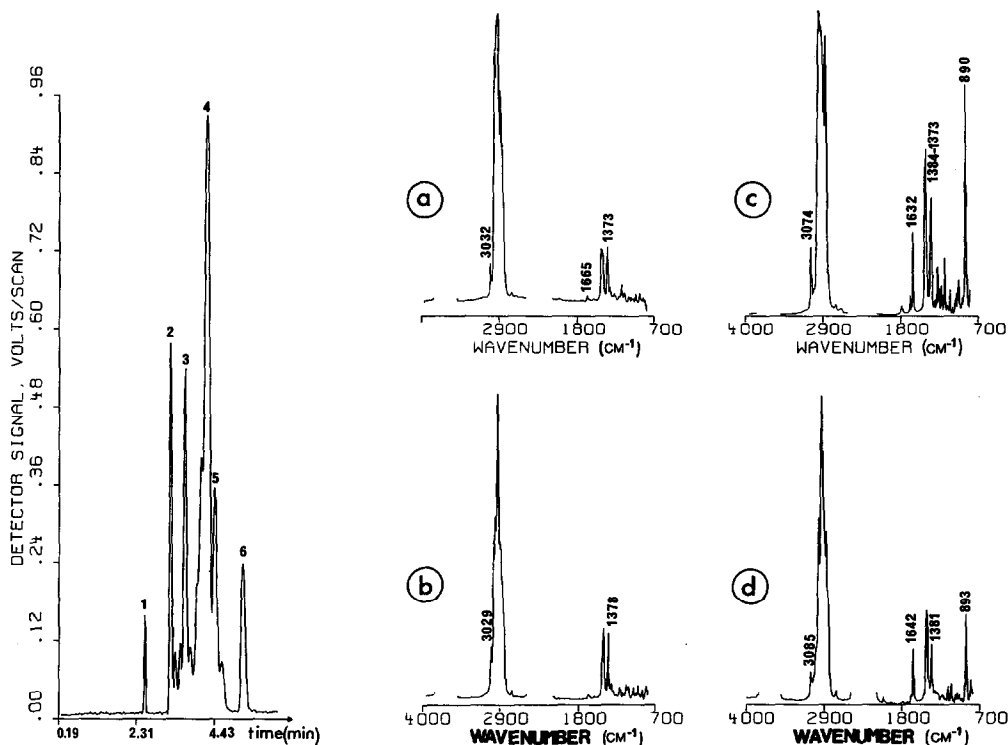 DETECTOR SIGNAL, VOLTS/SCAN
.96
.84
.72
.60
.48
.36
.24
.12
.00
1
2
3
4
5
6
0.19 2.31 4.43 time(min)
a
3032
1665
1373
2900 1800 700
WAVENUMBER (CM-1)
b
3029
1378
4000 2900 1800 700
WAVENUMBER (CM-1)
c
3074
1632
1384-1373
890
4000 2900 1800 700
WAVENUMBER (CM-1)
d
3085
1642
1381
893
4000 2900 1800 700
WAVENUMBER (CM-1)